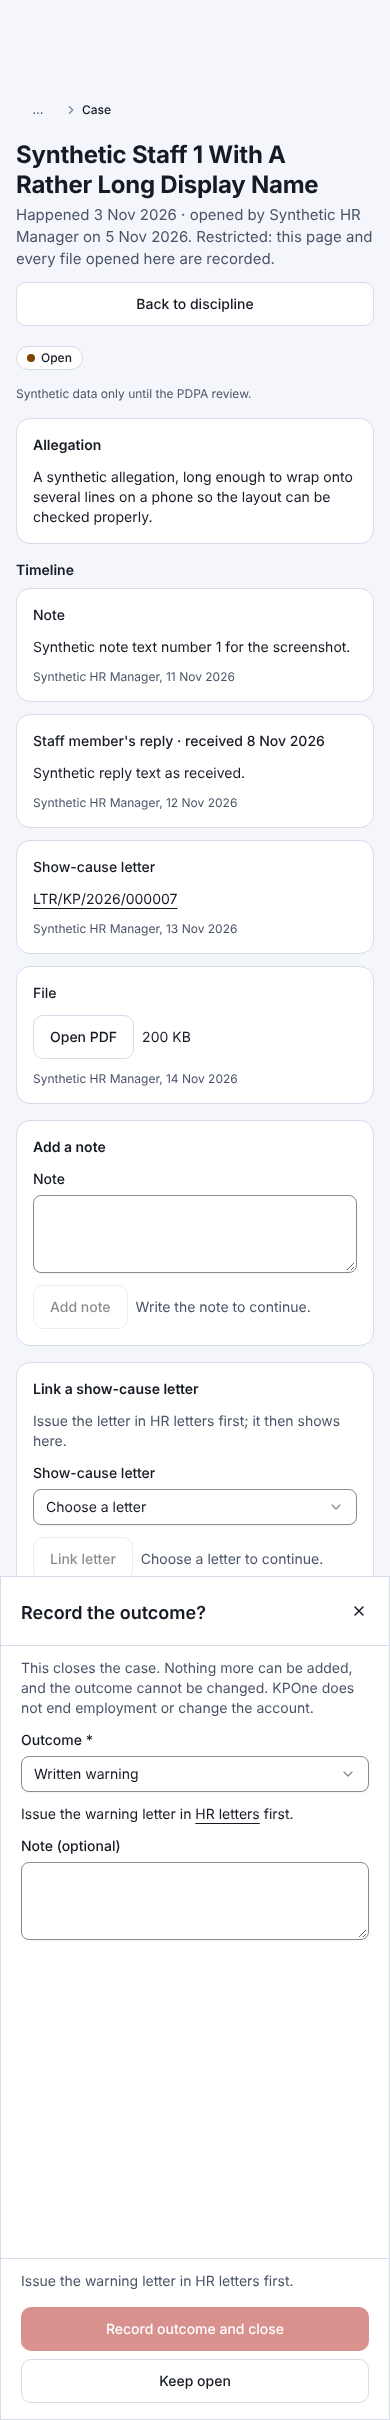 ... > Case
Synthetic Staff 1 With A
Rather Long Display Name
Happened 3 Nov 2026 · opened by Synthetic HR
Manager on 5 Nov 2026. Restricted: this page and
every file opened here are recorded.
Back to discipline
Open
Synthetic data only until the PDPA review.
Allegation
A synthetic allegation, long enough to wrap onto
several lines on a phone so the layout can be
checked properly.
Timeline
Note
Synthetic note text number 1 for the screenshot.
Synthetic HR Manager, 11 Nov 2026
Staff member's reply · received 8 Nov 2026
Synthetic reply text as received.
Synthetic HR Manager, 12 Nov 2026
Show-cause letter
LTR/KP/2026/000007
Synthetic HR Manager, 13 Nov 2026
File
Open PDF 200 KB
Synthetic HR Manager, 14 Nov 2026
Add a note
Note
Add note Write the note to continue.
Link a show-cause letter
Issue the letter in HR letters first; it then shows
here.
Show-cause letter
Choose a letter
Link letter Choose a letter to continue.
Record the outcome?
This closes the case. Nothing more can be added,
and the outcome cannot be changed. KPOne does
not end employment or change the account.
Outcome *
Written warning
Issue the warning letter in HR letters first.
Note (optional)
Issue the warning letter in HR letters first.
Record outcome and close
Keep open